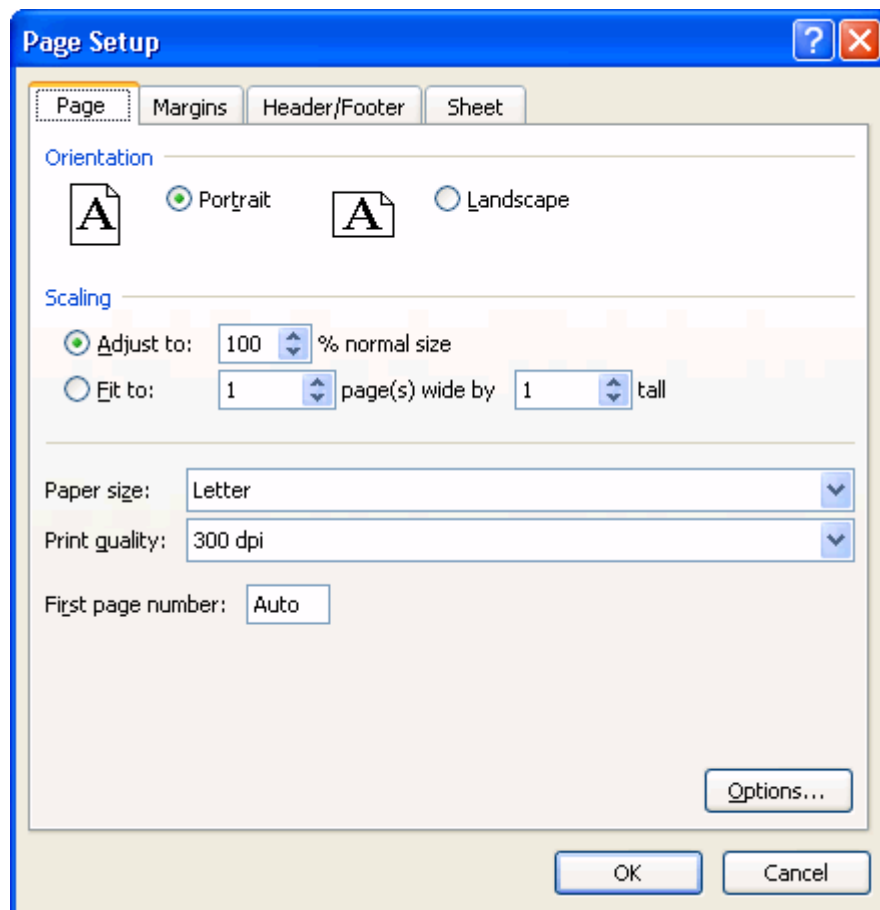 Page Setup
Page Margins Header/Footer Sheet
Orientation
A Portrait A Landscape
Scaling
Adjust to: 100 % normal size
Fit to: 1 page(s) wide by 1 tall
Paper size: Letter
Print quality: 300 dpi
First page number: Auto
Options...
OK Cancel